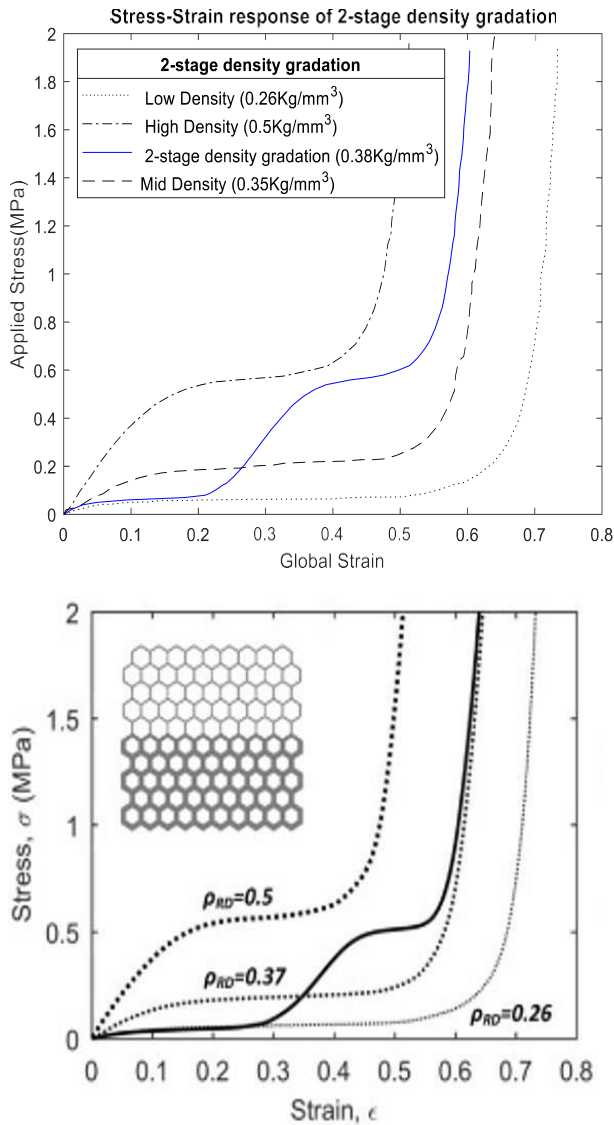 Stress-Strain response of 2-stage density gradation
2
1.8
1.6
1.4
1.2
1
0.8
0.6
0.4
0.2
0
Applied Stress(MPa)
2-stage density gradation
Low Density (0.26Kg/mm³)
High Density (0.5Kg/mm³)
2-stage density gradation (0.38Kg/mm³)
Mid Density (0.35Kg/mm³)
0 0.1 0.2 0.3 0.4 0.5 0.6 0.7 0.8
Global Strain
2
1.5
1
0.5
0
Stress, σ (MPa)
ρRD=0.5
ρRD=0.37
ρRD=0.26
0 0.1 0.2 0.3 0.4 0.5 0.6 0.7 0.8
Strain, ϵ